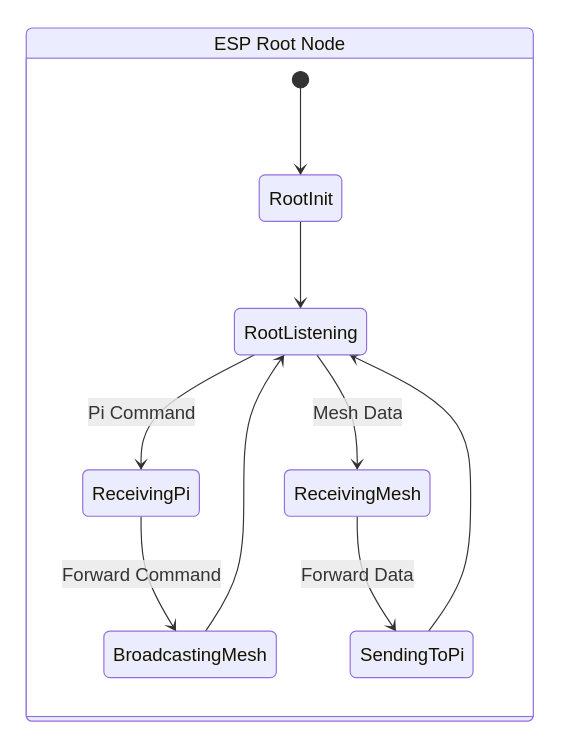 ESP Root Node
RootInit
RootListening
Pi Command
Mesh Data
ReceivingPi
ReceivingMesh
Forward Command
Forward Data
BroadcastingMesh
SendingToPi